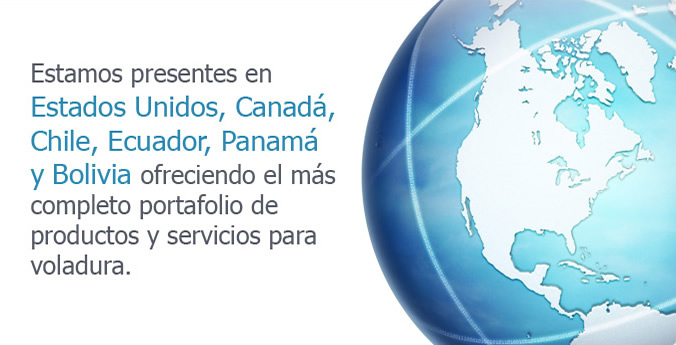 Estamos presentes en
Estados Unidos, Canadá,
Chile, Ecuador, Panamá
y Bolivia ofreciendo el más
completo portafolio de
productos y servicios para
voladura.